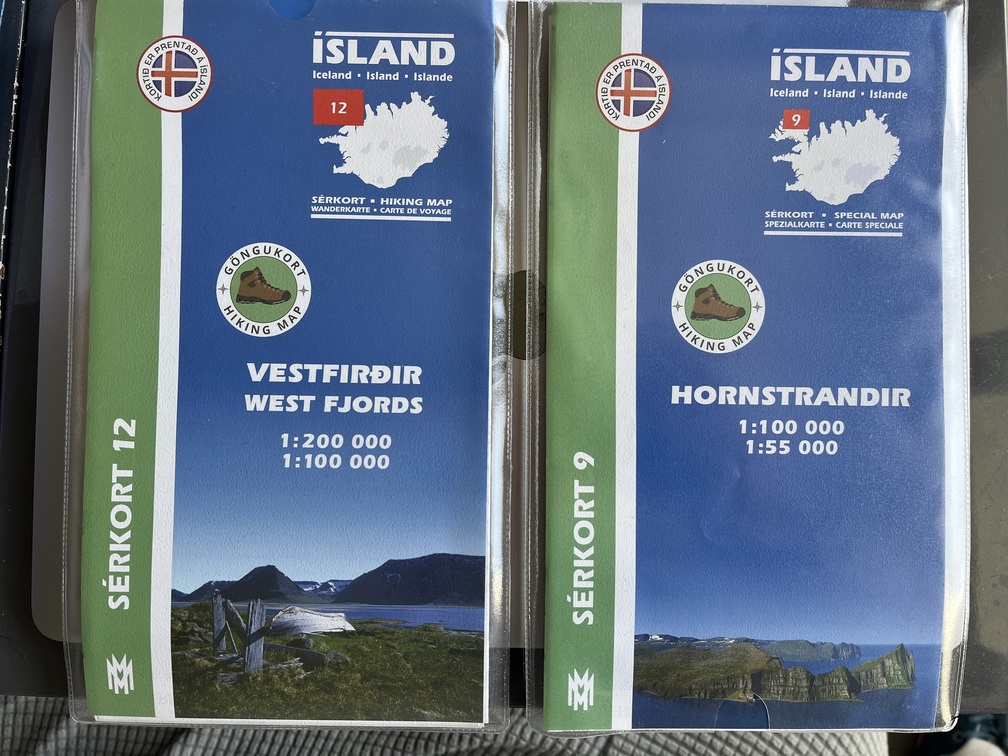 KORTIÐ ER PRENTAÐ Á ÍSLANDI
ÍSLAND
Iceland • Island • Islande
12
SÉRKORT • HIKING MAP
WANDERKARTE • CARTE DE VOYAGE
GÖNGUKORT
HIKING MAP
VESTFIRÐIR
WEST FJORDS
1:200 000
1:100 000
SÉRKORT 12
MM
KORTIÐ ER PRENTAÐ Á ÍSLANDI
ÍSLAND
Iceland • Island • Islande
9
SÉRKORT • SPECIAL MAP
SPEZIALKARTE • CARTE SPECIALE
GÖNGUKORT
HIKING MAP
HORNSTRANDIR
1:100 000
1:55 000
SÉRKORT 9
MM